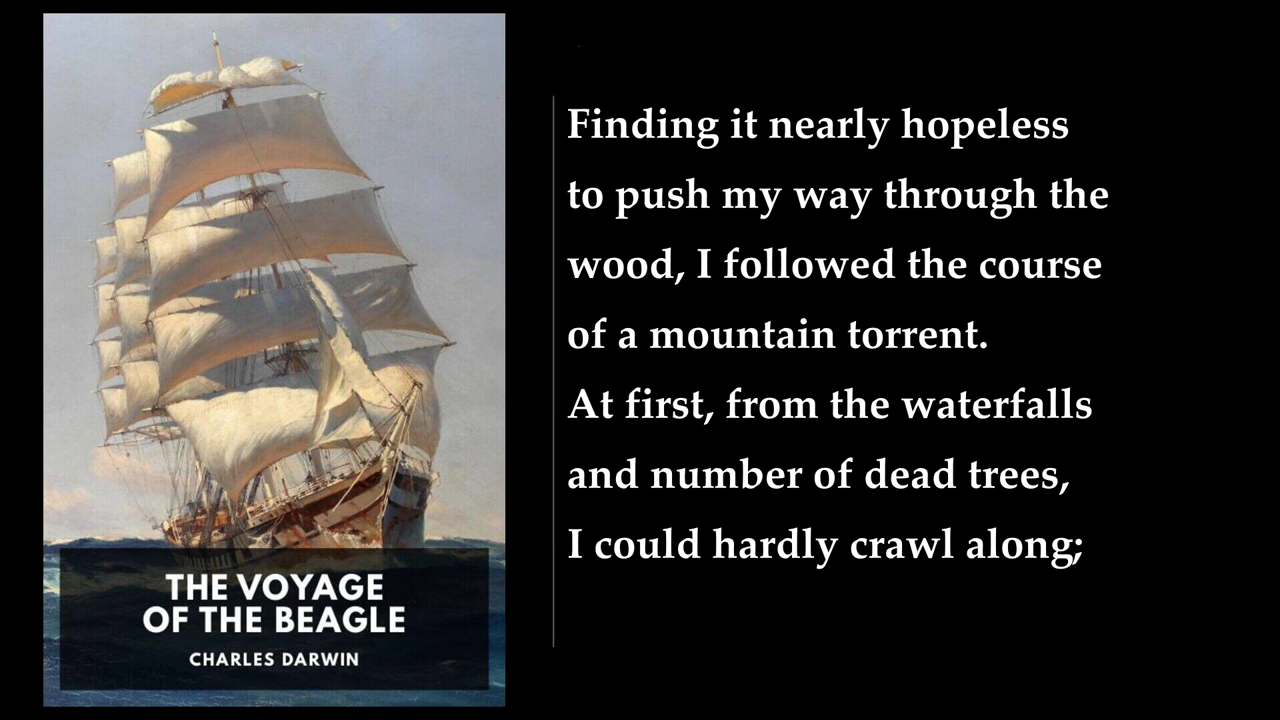 THE VOYAGE
OF THE BEAGLE
CHARLES DARWIN
Finding it nearly hopeless
to push my way through the
wood, I followed the course
of a mountain torrent.
At first, from the waterfalls
and number of dead trees,
I could hardly crawl along;